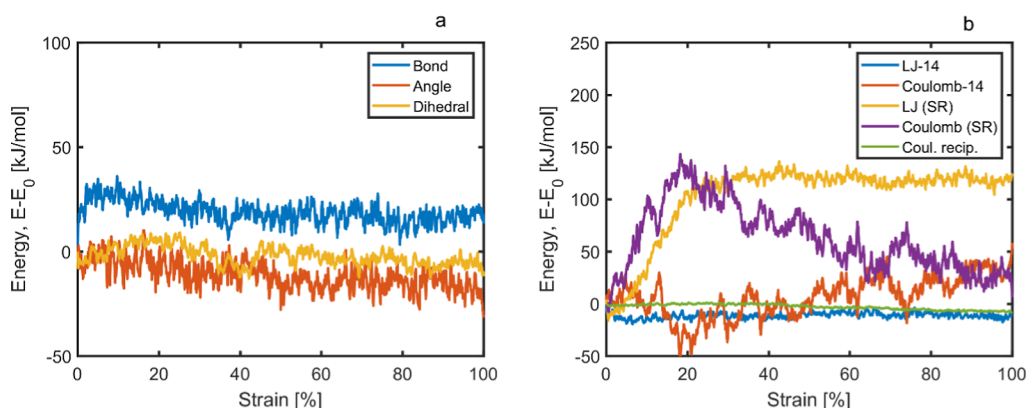 a
100
50
0
-50
0
20
40
60
80
100
Energy, E-E0 [kJ/mol]
Strain [%]
Bond
Angle
Dihedral
b
250
200
150
100
50
0
-50
0
20
40
60
80
100
Energy, E-E0 [kJ/mol]
Strain [%]
LJ-14
Coulomb-14
LJ (SR)
Coulomb (SR)
Coul. recip.